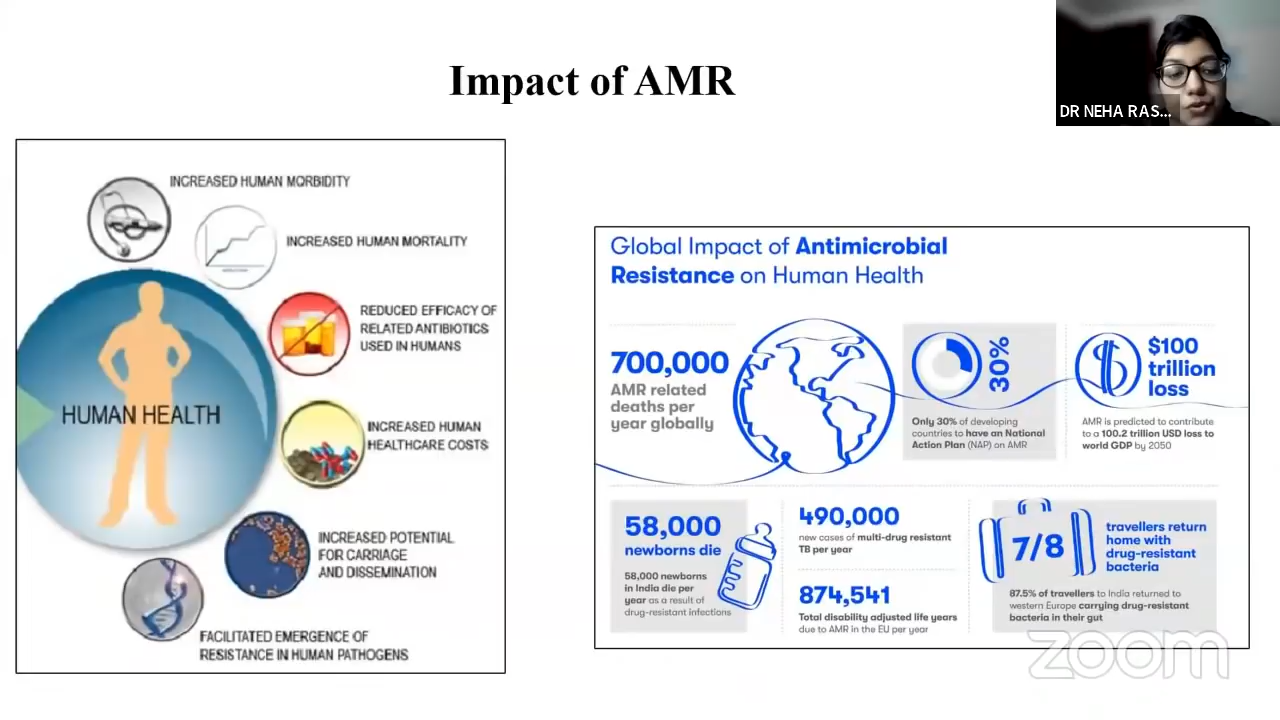 Impact of AMR
DR NEHA RAS...
INCREASED HUMAN MORBIDITY
INCREASED HUMAN MORTALITY
REDUCED EFFICACY OF
RELATED ANTIBIOTICS
USED IN HUMANS
HUMAN HEALTH
INCREASED HUMAN
HEALTHCARE COSTS
INCREASED POTENTIAL
FOR CARRIAGE
AND DISSEMINATION
FACILITATED EMERGENCE OF
RESISTANCE IN HUMAN PATHOGENS
Global Impact of Antimicrobial
Resistance on Human Health
700,000
AMR related
deaths per
year globally
30%
Only 30% of developing
countries to have an National
Action Plan (NAP) on AMR
$100
trillion
loss
AMR is predicted to contribute
to a 100.2 trillion USD loss to
world GDP by 2050
58,000
newborns die
58,000 newborns
in India die per
year as a result of
drug-resistant infections
490,000
new cases of multi-drug resistant
TB per year
874,541
Total disability adjusted life years
due to AMR in the EU per year
7/8
travellers return
home with
drug-resistant
bacteria
87.5% of travellers to India returned to
western Europe carrying drug-resistant
bacteria in their gut
zoom